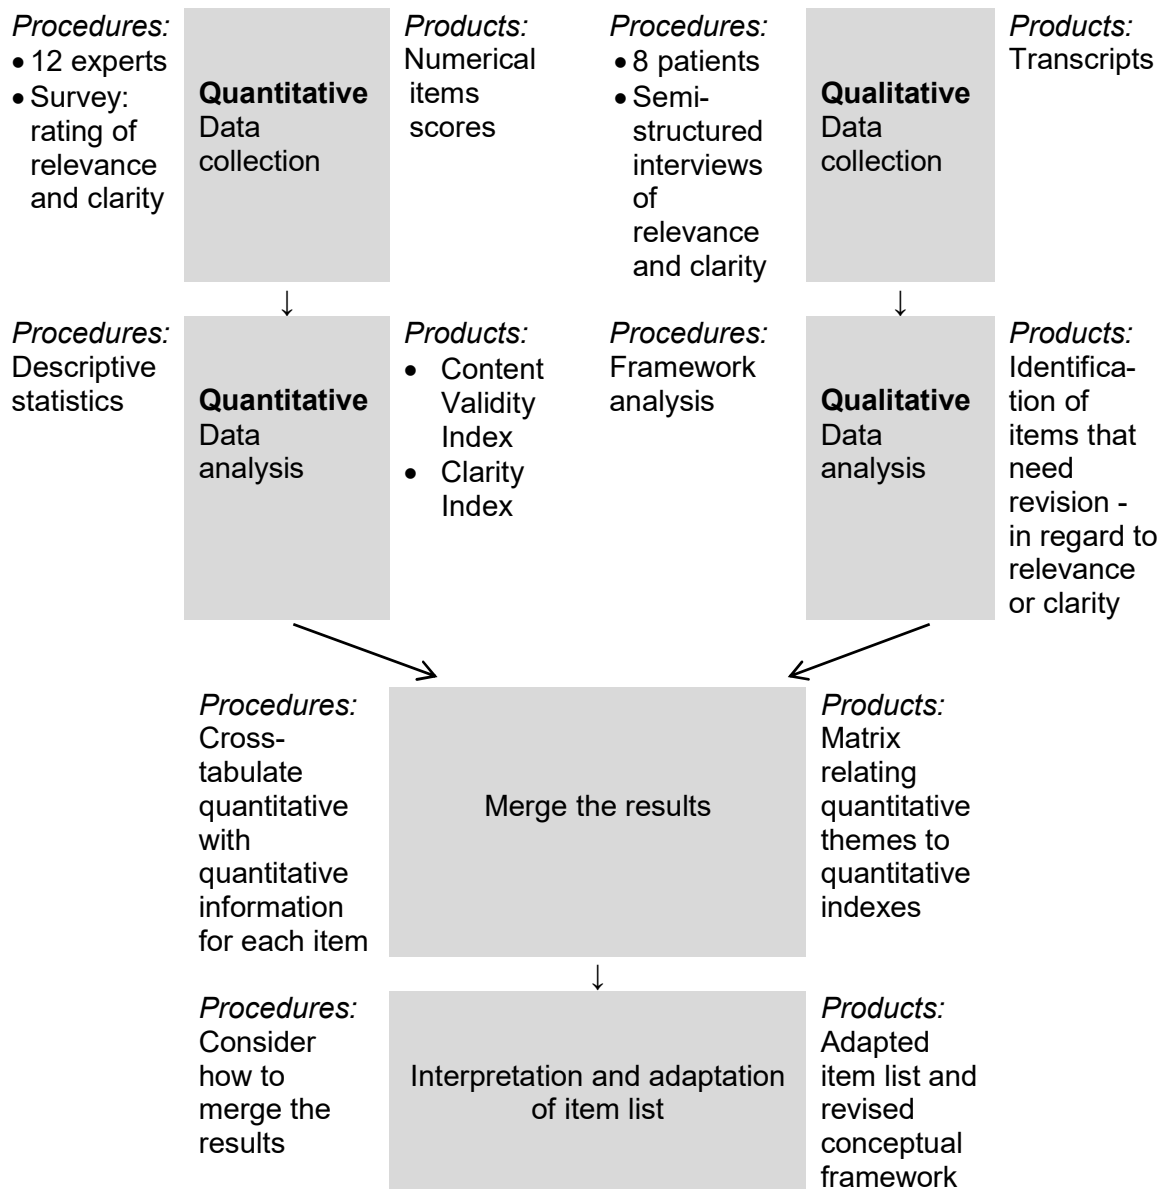 Procedures:
• 12 experts
• Survey:
rating of
relevance
and clarity
Quantitative
Data
collection
Products:
Numerical
items
scores
Procedures:
• 8 patients
• Semi-
structured
interviews
of
relevance
and clarity
Qualitative
Data
collection
Products:
Transcripts
↓
↓
Procedures:
Descriptive
statistics
Quantitative
Data
analysis
Products:
• Content
Validity
Index
• Clarity
Index
Procedures:
Framework
analysis
Qualitative
Data
analysis
Products:
Identifica-
tion of
items that
need
revision -
in regard to
relevance
or clarity
Procedures:
Cross-
tabulate
quantitative
with
quantitative
information
for each item
Merge the results
Products:
Matrix
relating
quantitative
themes to
quantitative
indexes
↓
Procedures:
Consider
how to
merge the
results
Interpretation and adaptation
of item list
Products:
Adapted
item list and
revised
conceptual
framework